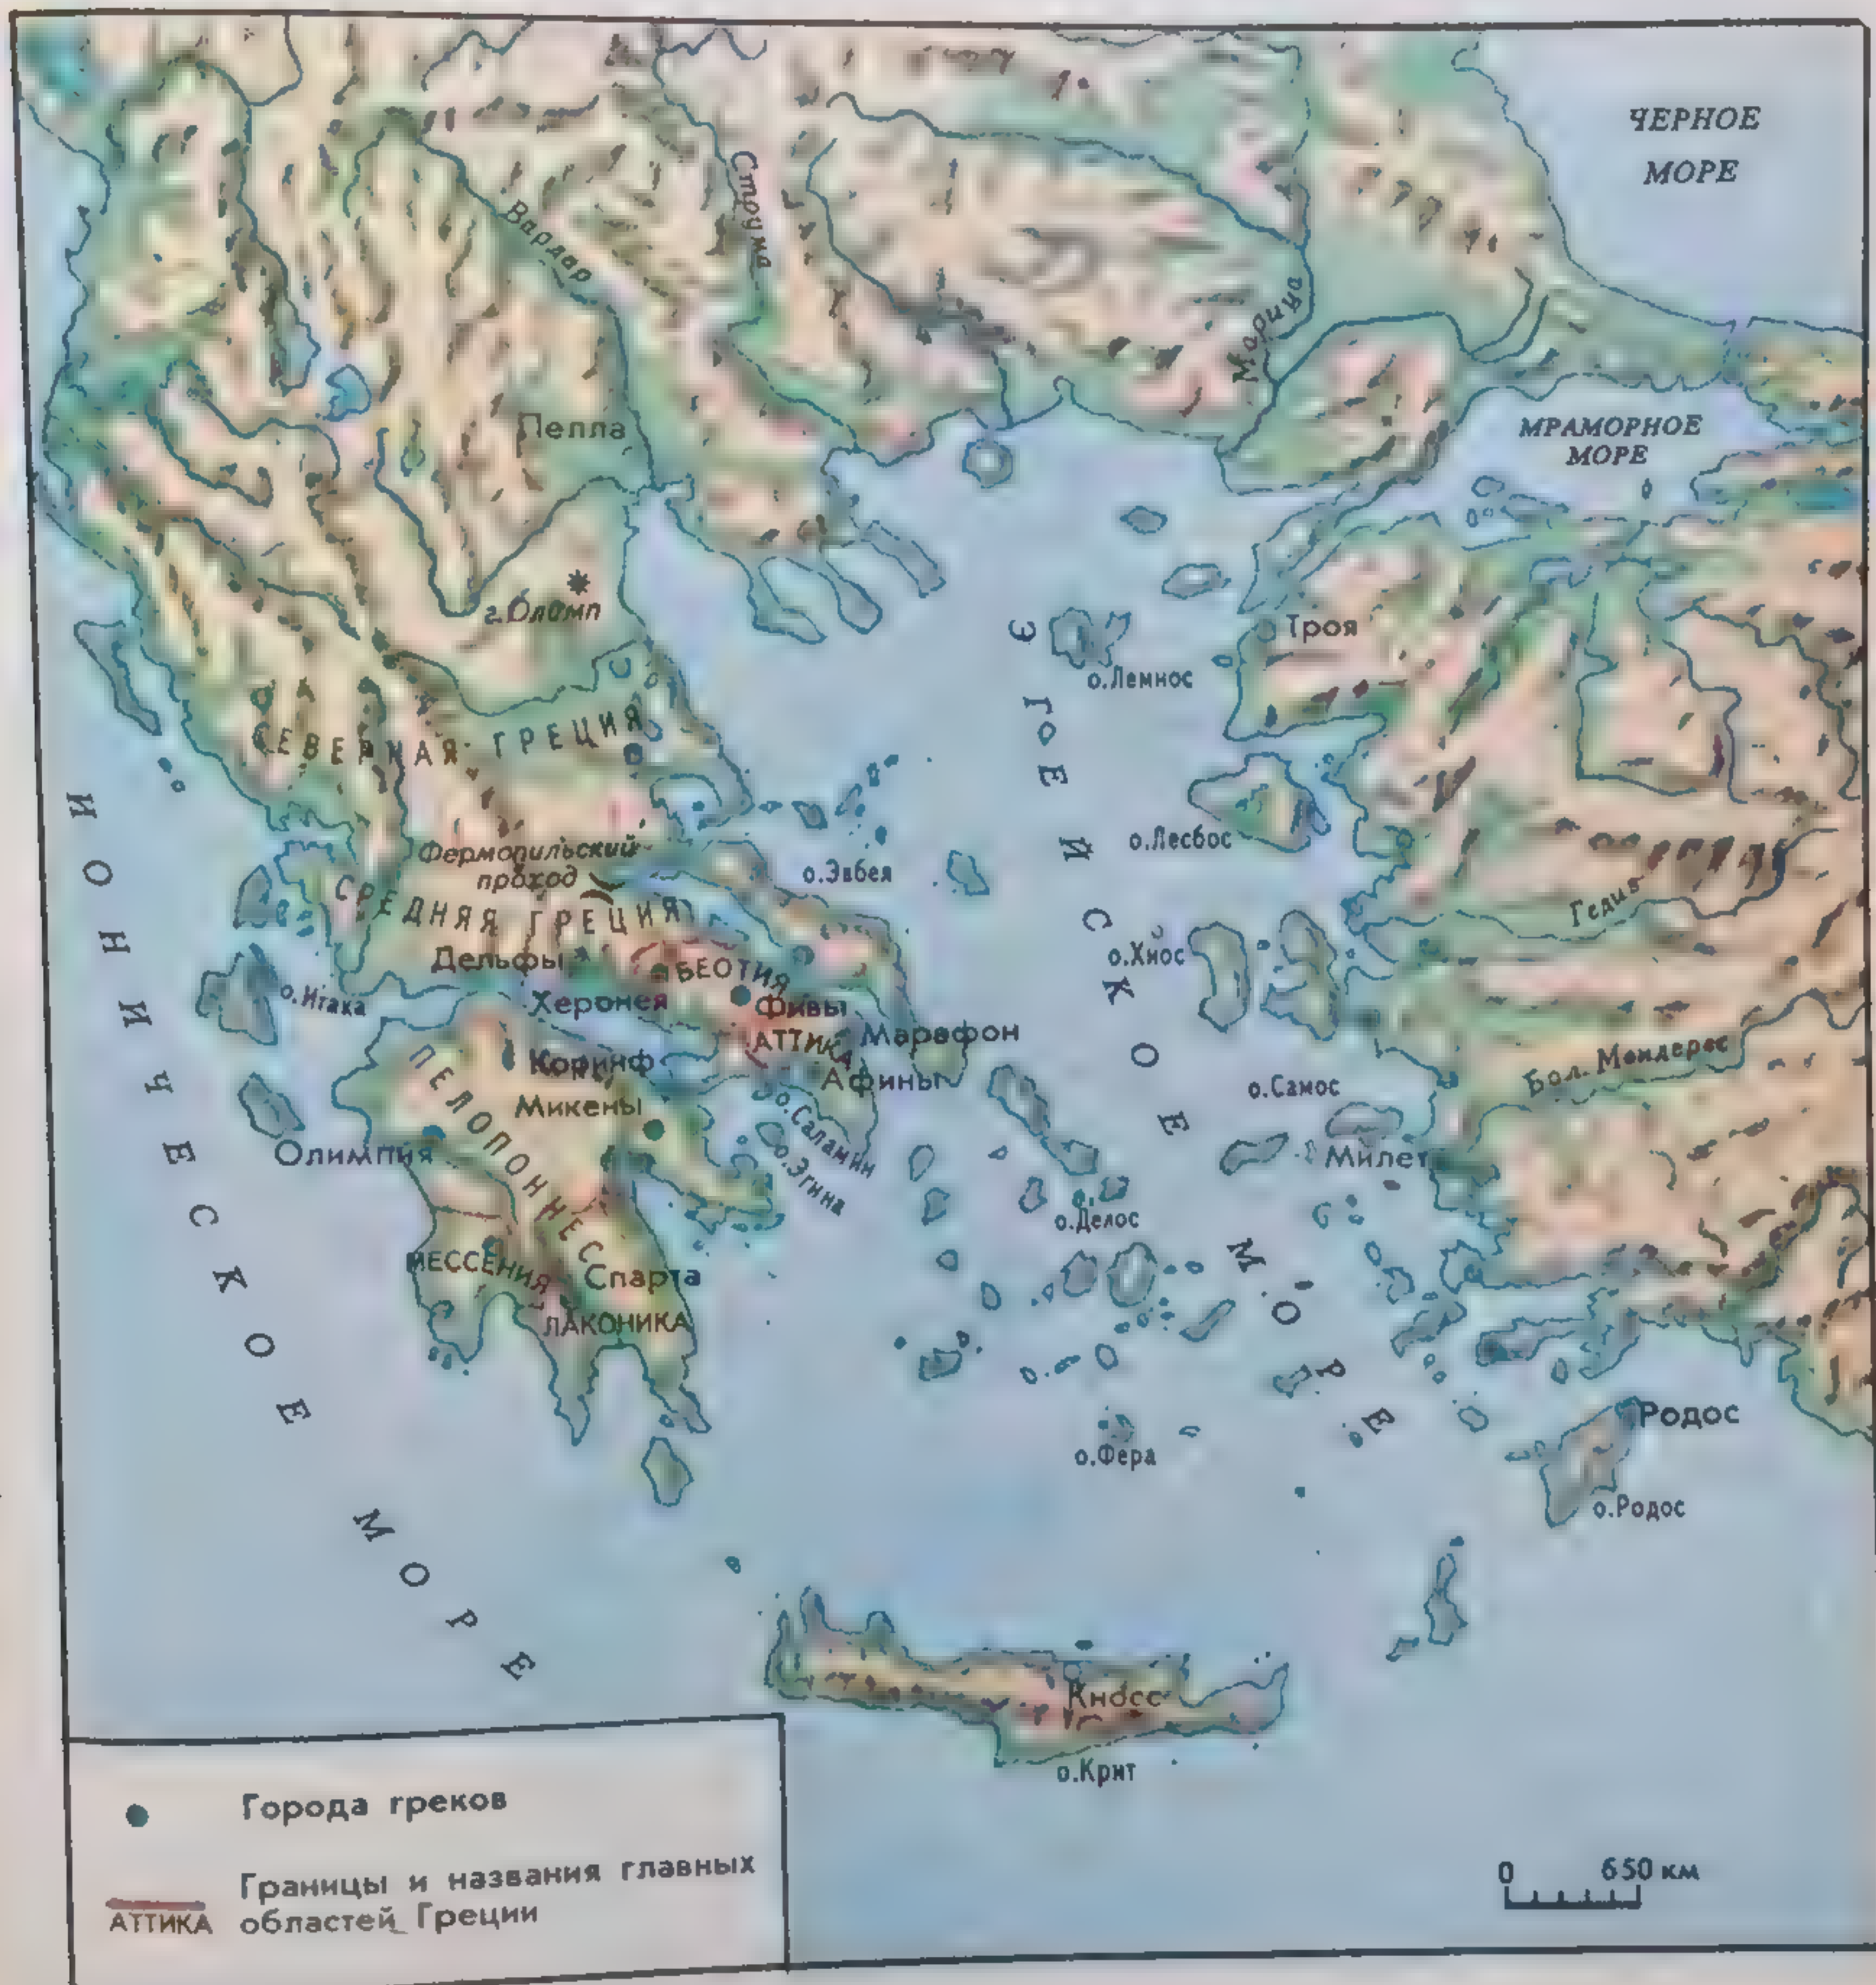 ЧЕРНОЕ
МОРЕ
Струма
Вардар
Марица
МРАМОРНОЕ
МОРЕ
Пелла
г.Олимп
Троя
о.Лемнос
СЕВЕРНАЯ ГРЕЦИЯ
ЭГЕЙСКОЕ МОРЕ
ИОНИЧЕСКОЕ МОРЕ
о.Лесбос
Фермопильский
проход
о.Эвбея
СРЕДНЯЯ ГРЕЦИЯ
Гедиз
Дельфы
БЕОТИЯ
о.Хиос
о.Итака
Херонея
Фивы
АТТИКА
Марафон
Коринф
Афины
Бол. Мендерес
о.Самос
ПЕЛОПОННЕС
Микены
о.Саламин
Олимпия
о.Эгина
Милет
о.Делос
МЕССЕНИЯ
Спарта
ЛАКОНИКА
Родос
о.Фера
о.Родос
Кносс
о.Крит
Города греков
Границы и названия главных
АТТИКА областей Греции
0 650 км